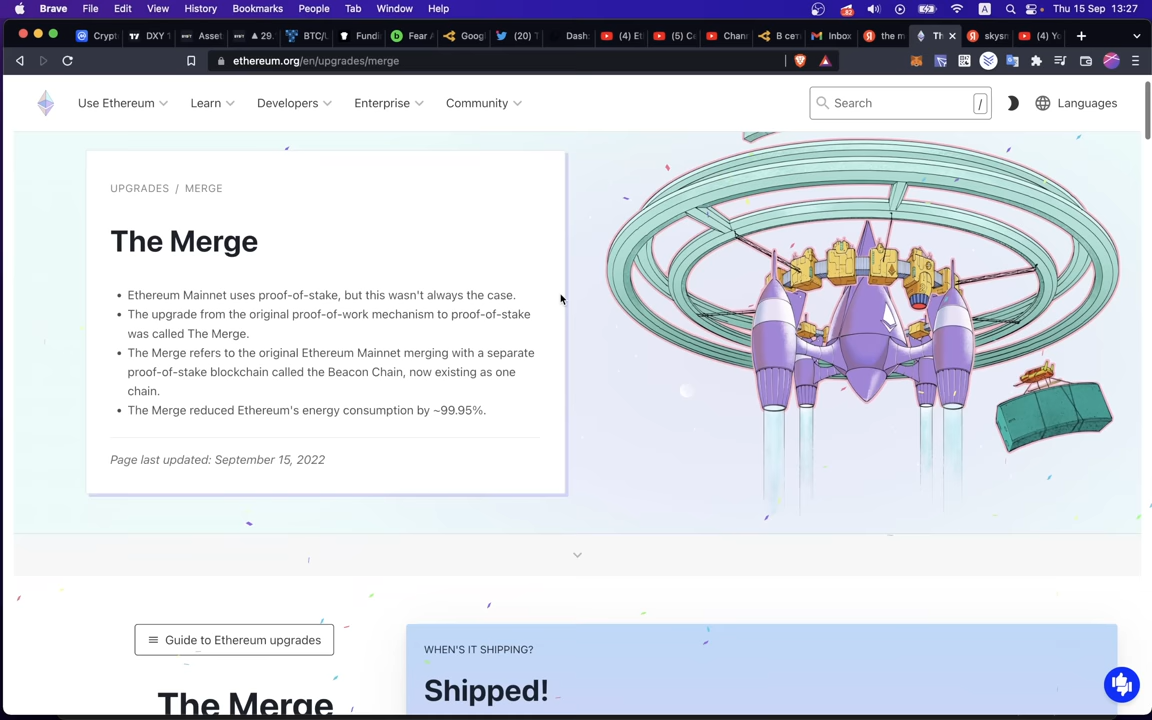 Brave File Edit View History Bookmarks People Tab Window Help A Thu 15 Sep 13:27
Crypt DXY 1 Asset 29. BTC/U Fundi Fear Goog (20) T Dash: (4) Et (5) Ca Chan В сет Inbox the m Th skysn (4) Yo
ethereum.org/en/upgrades/merge
Use Ethereum Learn Developers Enterprise Community Search / Languages
UPGRADES / MERGE
The Merge
• Ethereum Mainnet uses proof-of-stake, but this wasn't always the case.
• The upgrade from the original proof-of-work mechanism to proof-of-stake
was called The Merge.
• The Merge refers to the original Ethereum Mainnet merging with a separate
proof-of-stake blockchain called the Beacon Chain, now existing as one
chain.
• The Merge reduced Ethereum's energy consumption by ~99.95%.
Page last updated: September 15, 2022
Guide to Ethereum upgrades
WHEN'S IT SHIPPING?
Shipped!
The Merge